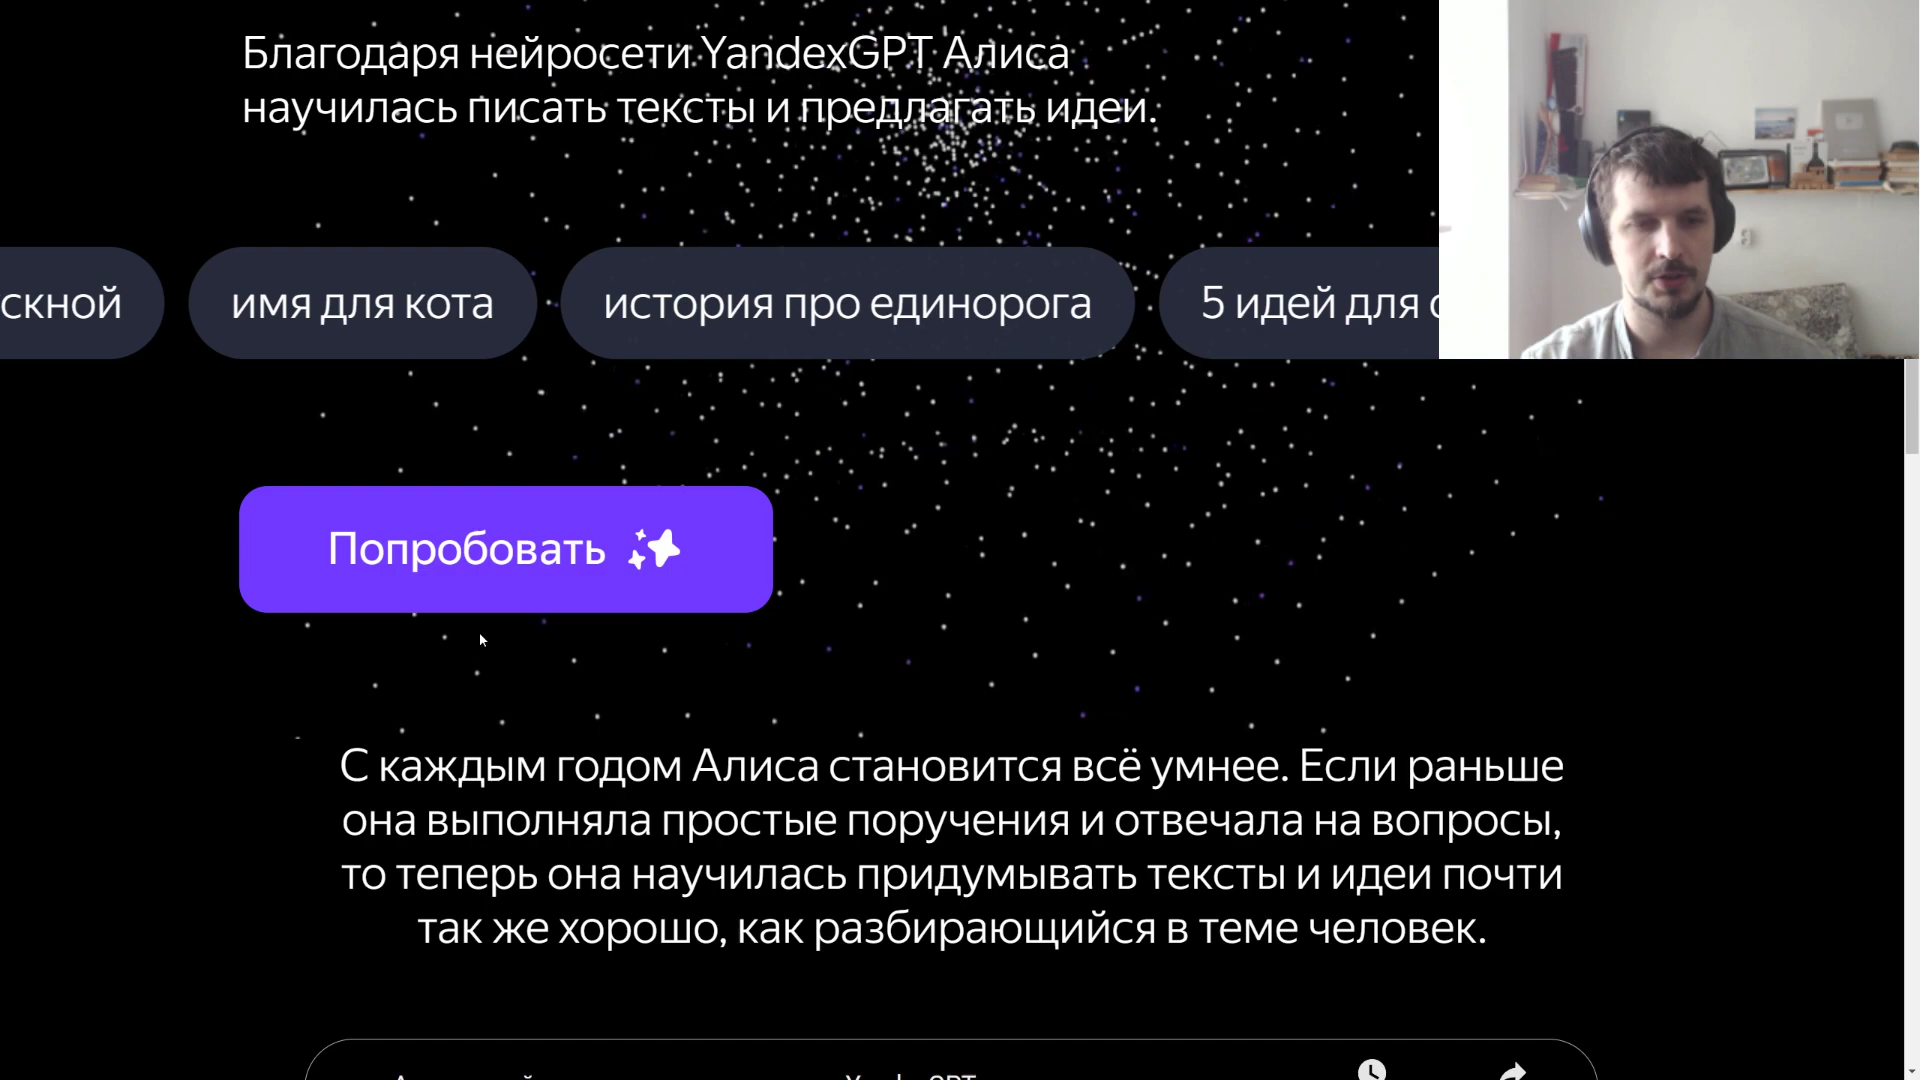 Благодаря нейросети YandexGPT Алиса
научилась писать тексты и предлагать идеи.
скной
имя для кота
история про единорога
5 идей для
Попробовать
С каждым годом Алиса становится всё умнее. Если раньше
она выполняла простые поручения и отвечала на вопросы,
то теперь она научилась придумывать тексты и идеи почти
так же хорошо, как разбирающийся в теме человек.